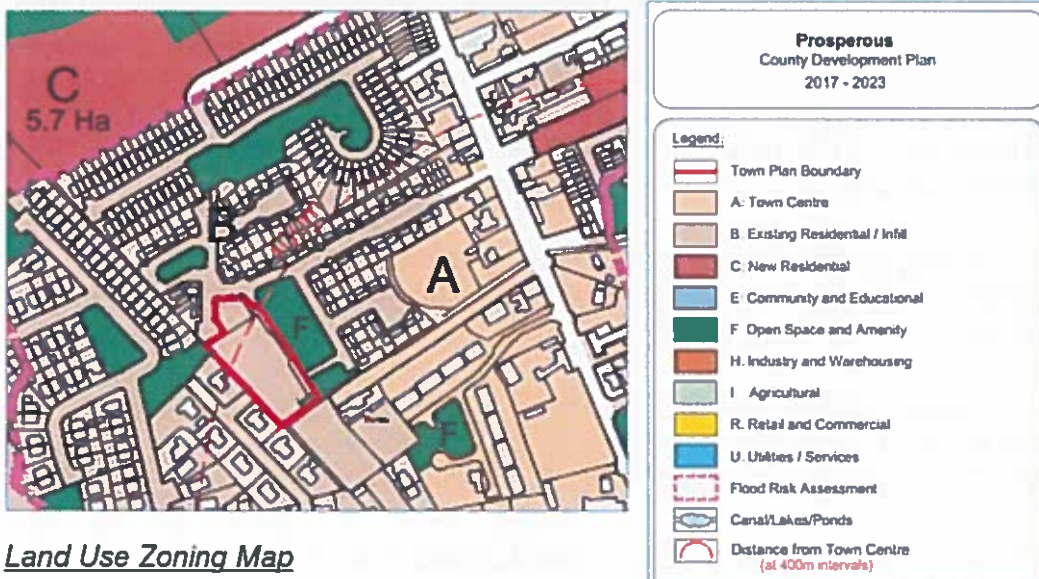 C
5.7 Ha
B
400m
A
F
B
F
Land Use Zoning Map
Prosperous
County Development Plan
2017 - 2023
Legend:
Town Plan Boundary
A: Town Centre
B: Existing Residential / Infill
C: New Residential
E: Community and Educational
F: Open Space and Amenity
H: Industry and Warehousing
I: Agricultural
R: Retail and Commercial
U: Utilities / Services
Flood Risk Assessment
Canal/Lakes/Ponds
Distance from Town Centre
(at 400m intervals)